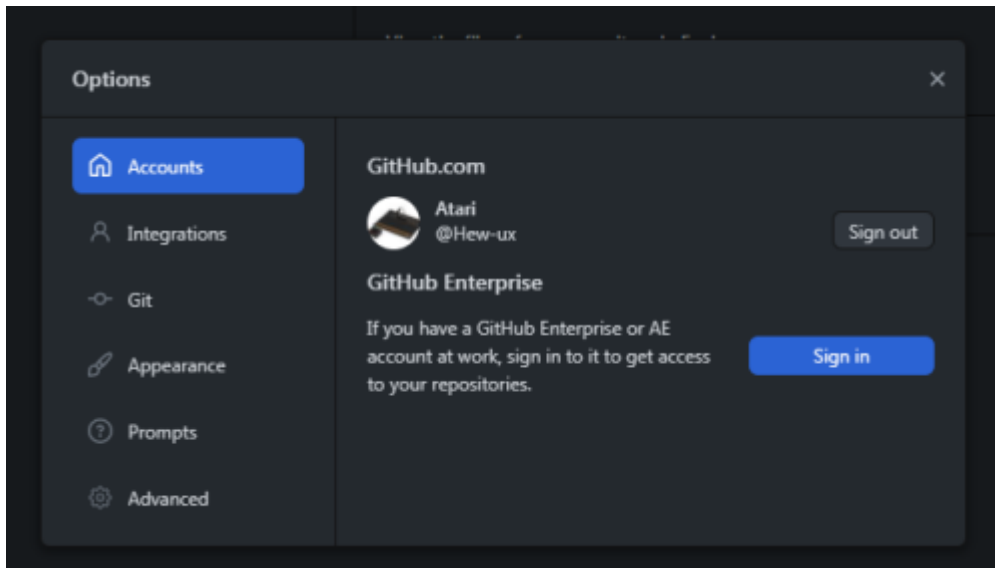 Options
Accounts
Integrations
Git
Appearance
Prompts
Advanced
GitHub.com
Atari
@Hew-ux
Sign out
GitHub Enterprise
If you have a GitHub Enterprise or AE
account at work, sign in to it to get access
to your repositories.
Sign in